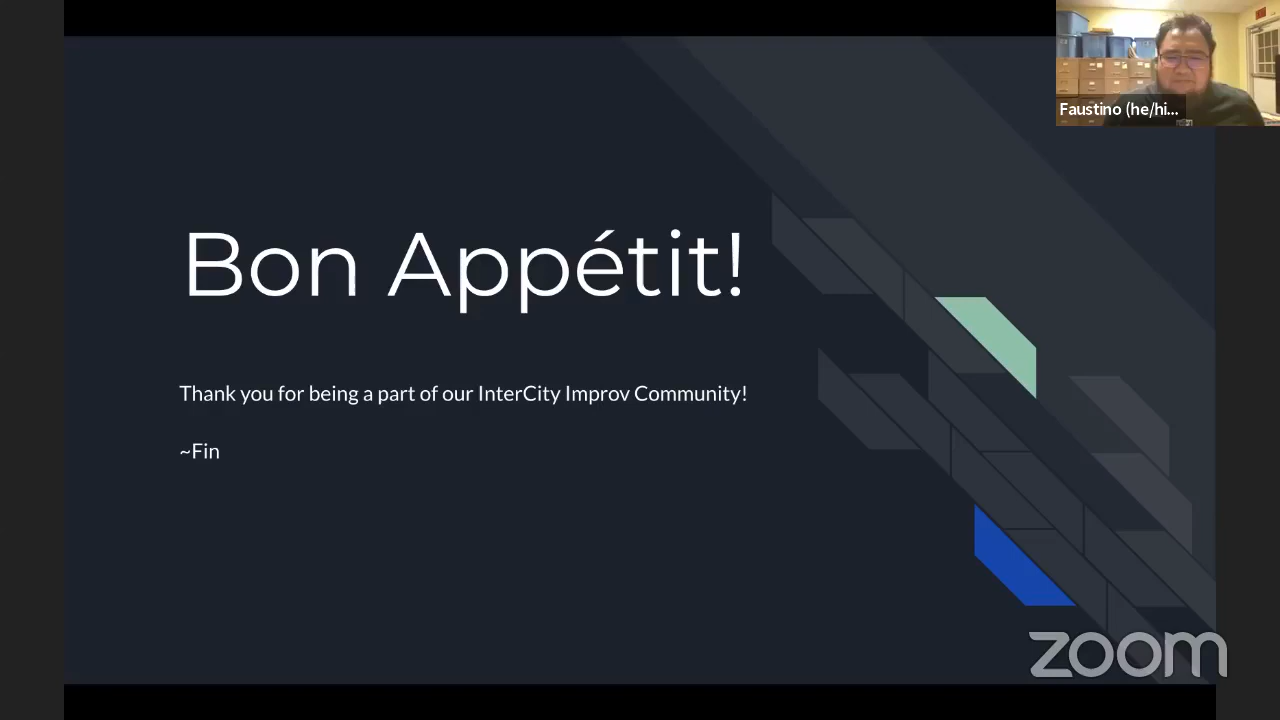 Faustino (he/hi...
Bon Appétit!
Thank you for being a part of our InterCity Improv Community!
~Fin
zoom